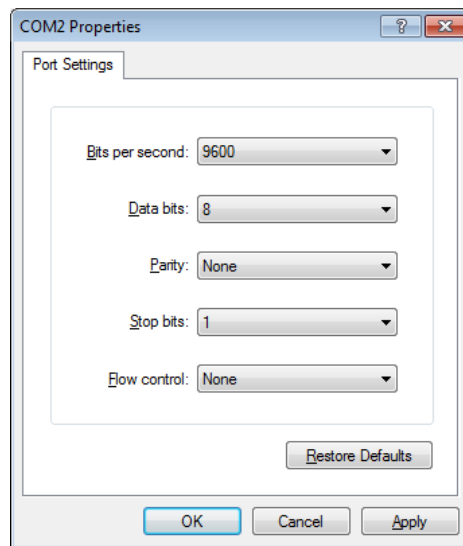 COM2 Properties
Port Settings
Bits per second: 9600
Data bits: 8
Parity: None
Stop bits: 1
Flow control: None
Restore Defaults
OK Cancel Apply